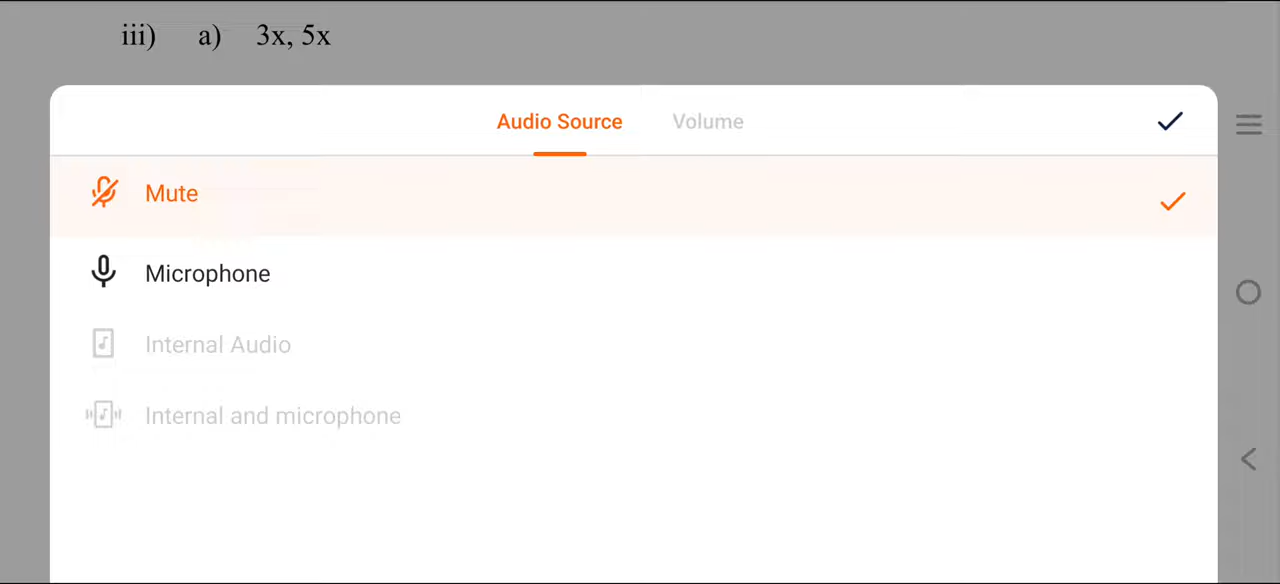 iii) a) 3x, 5x
Audio Source Volume
Mute
Microphone
Internal Audio
Internal and microphone